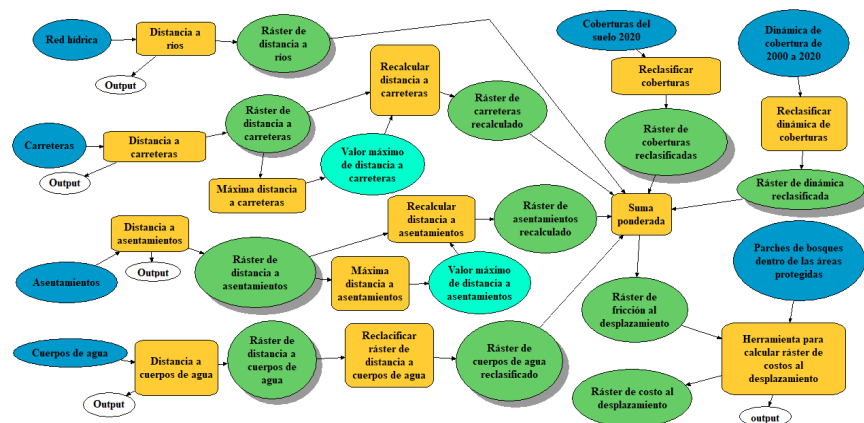 Red hídrica
Distancia a
ríos
Ráster de
distancia a
ríos
Output
Coberturas del
suelo 2020
Dinámica de
cobertura de
2000 a 2020
Recalcular
distancia a
carreteras
Reclasificar
coberturas
Ráster de
distancia a
carreteras
Ráster de
carreteras
recalculado
Reclasificar
dinámica de
coberturas
Carreteras
Distancia a
carreteras
Output
Valor máximo
de distancia a
carreteras
Ráster de
coberturas
reclasificadas
Máxima distancia
a carreteras
Ráster de dinámica
reclasificada
Distancia a
asentamientos
Recalcular
distancia a
asentamientos
Ráster de
asentamientos
recalculado
Suma
ponderada
Output
Asentamientos
Ráster de
distancia a
asentamientos
Máxima
distancia a
asentamientos
Valor máximo
de distancia a
asentamientos
Parches de bosques
dentro de las áreas
protegidas
Ráster de
fricción al
desplazamiento
Cuerpos de agua
Distancia a
cuerpos de agua
Ráster de
distancia a
cuerpos de
agua
Reclacificar
ráster de
distancia a
cuerpos de agua
Ráster de
cuerpos de agua
reclasificado
Herramienta para
calcular ráster de
costos al
desplazamiento
Output
Ráster de costo al
desplazamiento
output